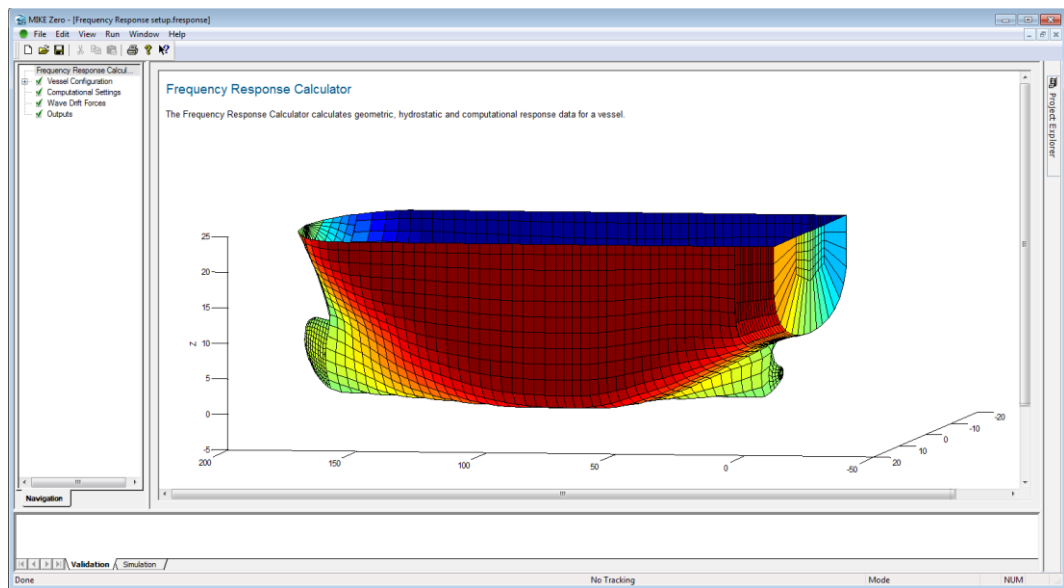 MIKE Zero - [Frequency Response setup.fresponse]
File Edit View Run Window Help
Frequency Response Calcul...
Vessel Configuration
Computational Settings
Wave Drift Forces
Outputs
Navigation
Frequency Response Calculator
The Frequency Response Calculator calculates geometric, hydrostatic and computational response data for a vessel.
25
20
15
10
5
0
-5
Z
200
150
100
50
0
-50
20
10
0
-10
-20
Project Explorer
Validation Simulation
Done No Tracking Mode NUM